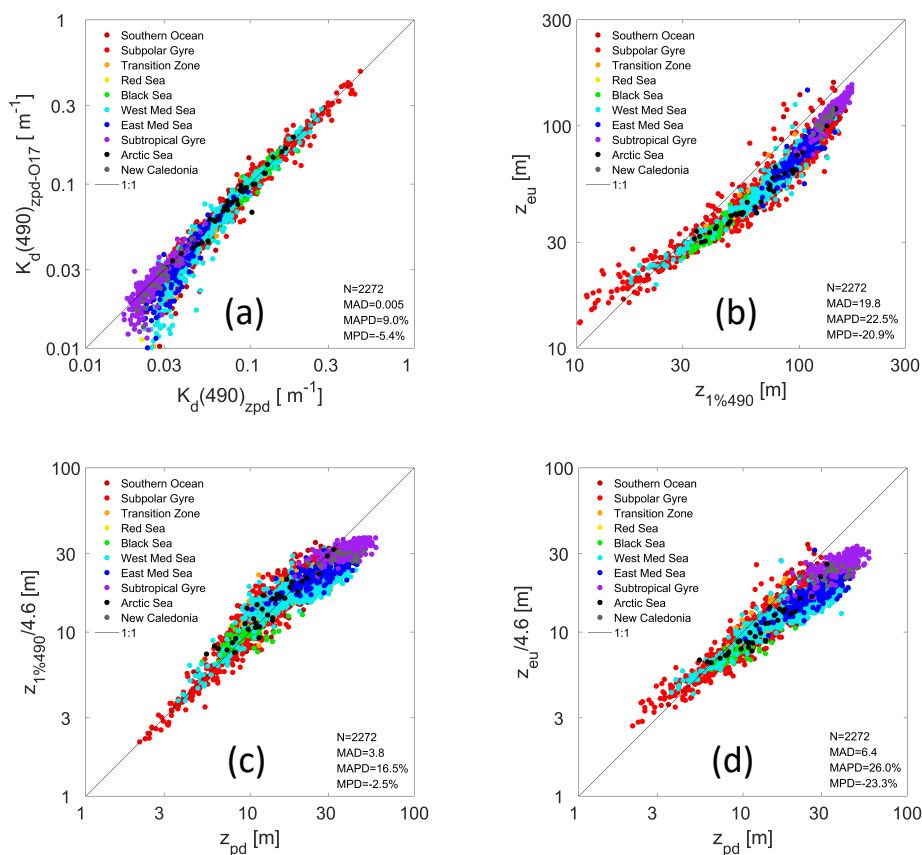 1
0.3
0.1
0.03
0.01
K_d(490)_zpd-O17 [ m^-1]
Southern Ocean
Subpolar Gyre
Transition Zone
Red Sea
Black Sea
West Med Sea
East Med Sea
Subtropical Gyre
Arctic Sea
New Caledonia
1:1
(a)
N=2272
MAD=0.005
MAPD=9.0%
MPD=-5.4%
0.01 0.03 0.1 0.3 1
K_d(490)_zpd [ m^-1]
300
100
30
10
z_eu [m]
Southern Ocean
Subpolar Gyre
Transition Zone
Red Sea
Black Sea
West Med Sea
East Med Sea
Subtropical Gyre
Arctic Sea
New Caledonia
1:1
(b)
N=2272
MAD=19.8
MAPD=22.5%
MPD=-20.9%
10 30 100 300
z_1%490 [m]
100
30
10
3
1
z_1%490/4.6 [m]
Southern Ocean
Subpolar Gyre
Transition Zone
Red Sea
Black Sea
West Med Sea
East Med Sea
Subtropical Gyre
Arctic Sea
New Caledonia
1:1
(c)
N=2272
MAD=3.8
MAPD=16.5%
MPD=-2.5%
1 3 10 30 100
z_pd [m]
100
30
10
3
1
z_eu/4.6 [m]
Southern Ocean
Subpolar Gyre
Transition Zone
Red Sea
Black Sea
West Med Sea
East Med Sea
Subtropical Gyre
Arctic Sea
New Caledonia
1:1
(d)
N=2272
MAD=6.4
MAPD=26.0%
MPD=-23.3%
1 3 10 30 100
z_pd [m]